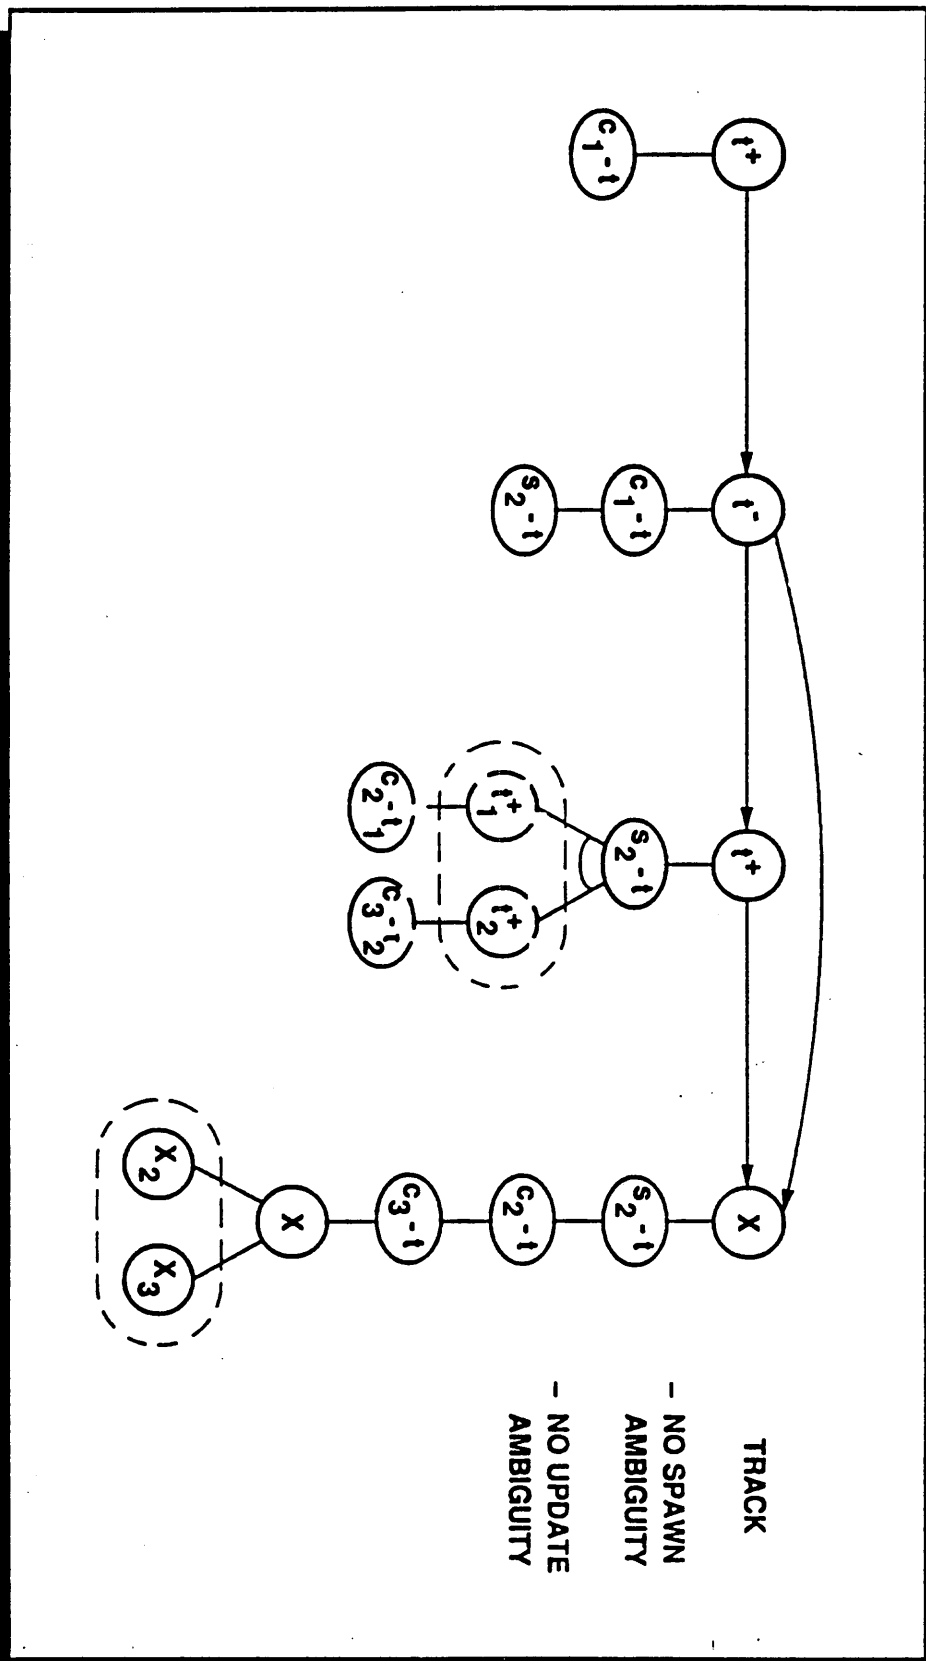 t⁺
t⁻
t⁺
X
TRACK
c₁-t
c₁-t
s₂-t
s₂-t
- NO SPAWN
AMBIGUITY
s₂-t
t₁⁺
t₂⁺
c₂-t
- NO UPDATE
AMBIGUITY
c₂-t₁
c₃-t₂
c₃-t
X
X₂
X₃